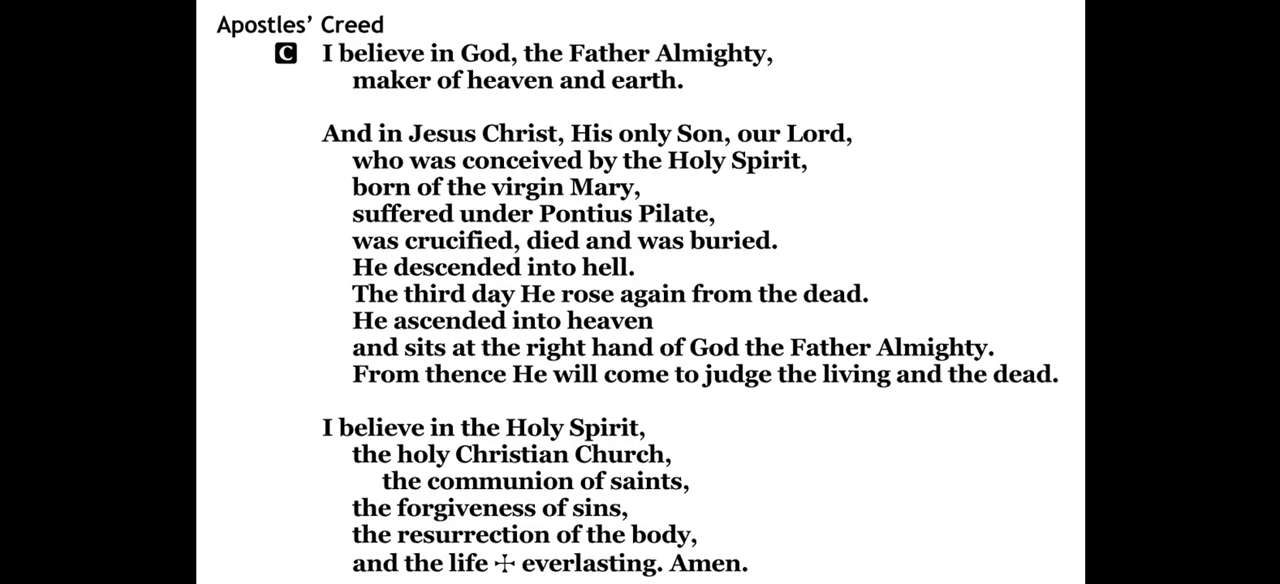 Apostles’ Creed
C I believe in God, the Father Almighty,
maker of heaven and earth.
And in Jesus Christ, His only Son, our Lord,
who was conceived by the Holy Spirit,
born of the virgin Mary,
suffered under Pontius Pilate,
was crucified, died and was buried.
He descended into hell.
The third day He rose again from the dead.
He ascended into heaven
and sits at the right hand of God the Father Almighty.
From thence He will come to judge the living and the dead.
I believe in the Holy Spirit,
the holy Christian Church,
the communion of saints,
the forgiveness of sins,
the resurrection of the body,
and the life ☩ everlasting. Amen.